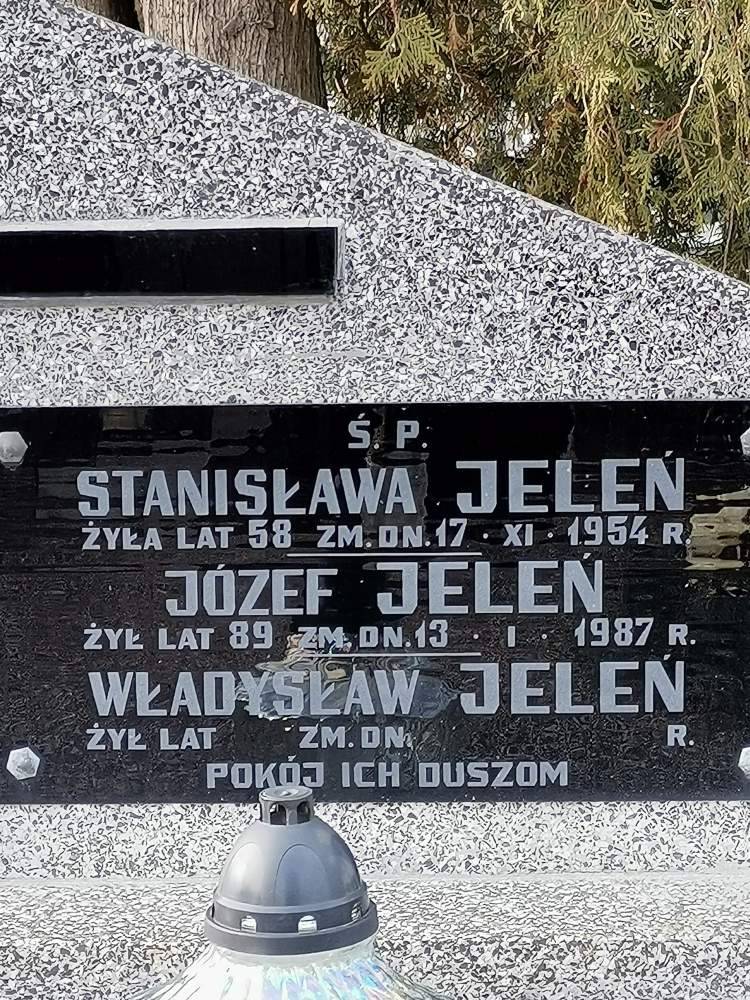 Ś. P.
STANISŁAWA JELEŃ
ŻYŁA LAT 58 ZM. DN. 17 · XI · 1954 R.
JÓZEF JELEŃ
ŻYŁ LAT 89 ZM. DN. 13 · I · 1987 R.
WŁADYSŁAW JELEŃ
ŻYŁ LAT ZM. DN. R.
POKÓJ ICH DUSZOM